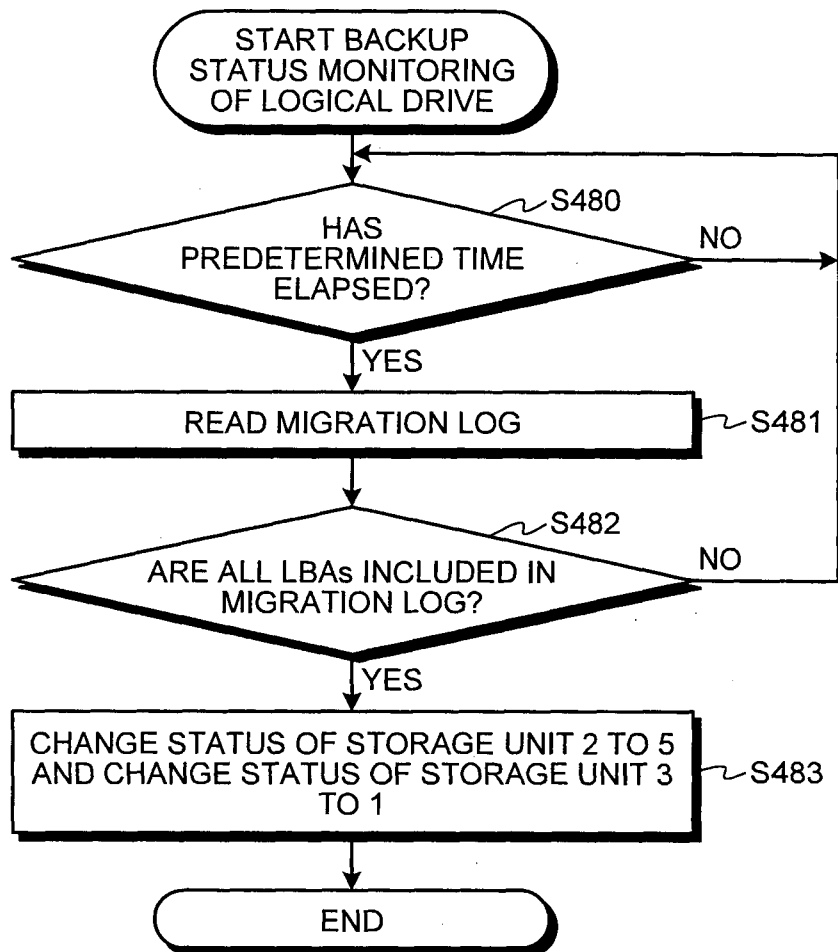 START BACKUP
STATUS MONITORING
OF LOGICAL DRIVE
S480
HAS
PREDETERMINED TIME
ELAPSED?
NO
YES
READ MIGRATION LOG
S481
S482
ARE ALL LBAs INCLUDED IN
MIGRATION LOG?
NO
YES
CHANGE STATUS OF STORAGE UNIT 2 TO 5
AND CHANGE STATUS OF STORAGE UNIT 3
TO 1
S483
END